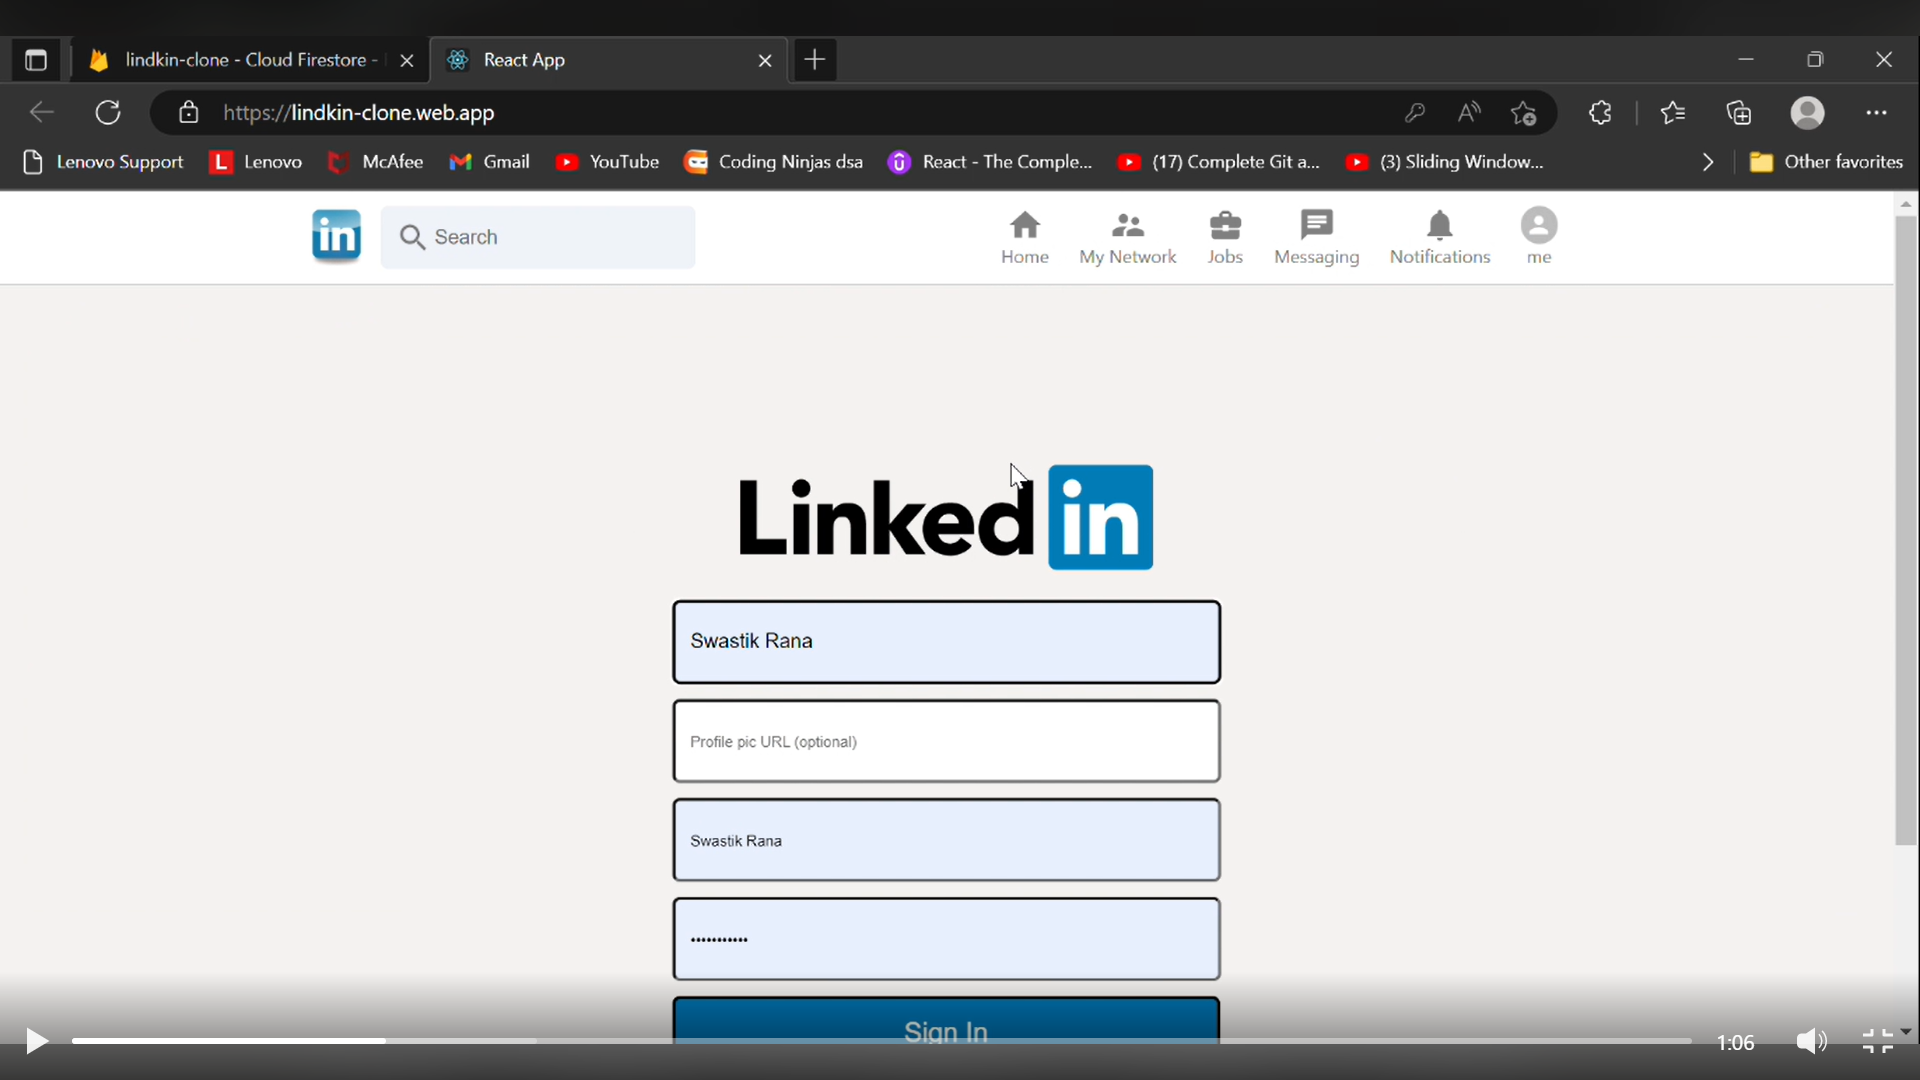 lindkin-clone - Cloud Firestore -
React App
https://lindkin-clone.web.app
Lenovo Support
L Lenovo
McAfee
Gmail
YouTube
Coding Ninjas dsa
React - The Comple...
(17) Complete Git a...
(3) Sliding Window...
Other favorites
in
Search
Home
My Network
Jobs
Messaging
Notifications
me
Linked in
Swastik Rana
Profile pic URL (optional)
Swastik Rana
•••••••••••
Sign In
1:06